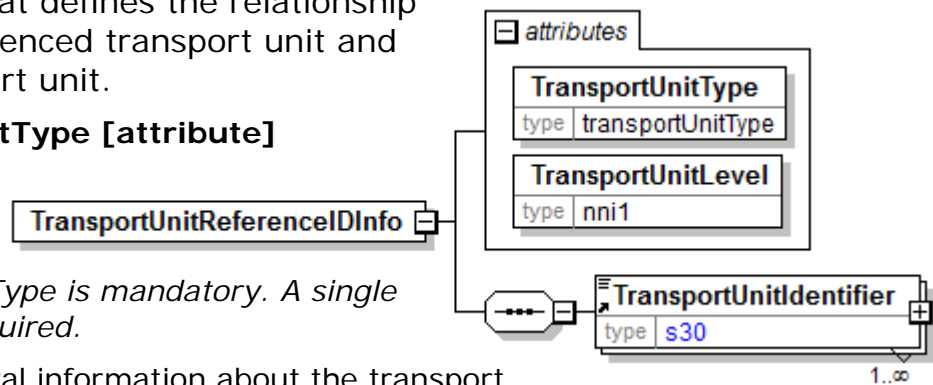 at defines the relationship
enced transport unit and
rt unit.
tType [attribute]
attributes
TransportUnitType
type transportUnitType
TransportUnitLevel
type nni1
TransportUnitReferenceIDInfo
Type is mandatory. A single
uired.
TransportUnitIdentifier
type s30
1..∞
al information about the transport